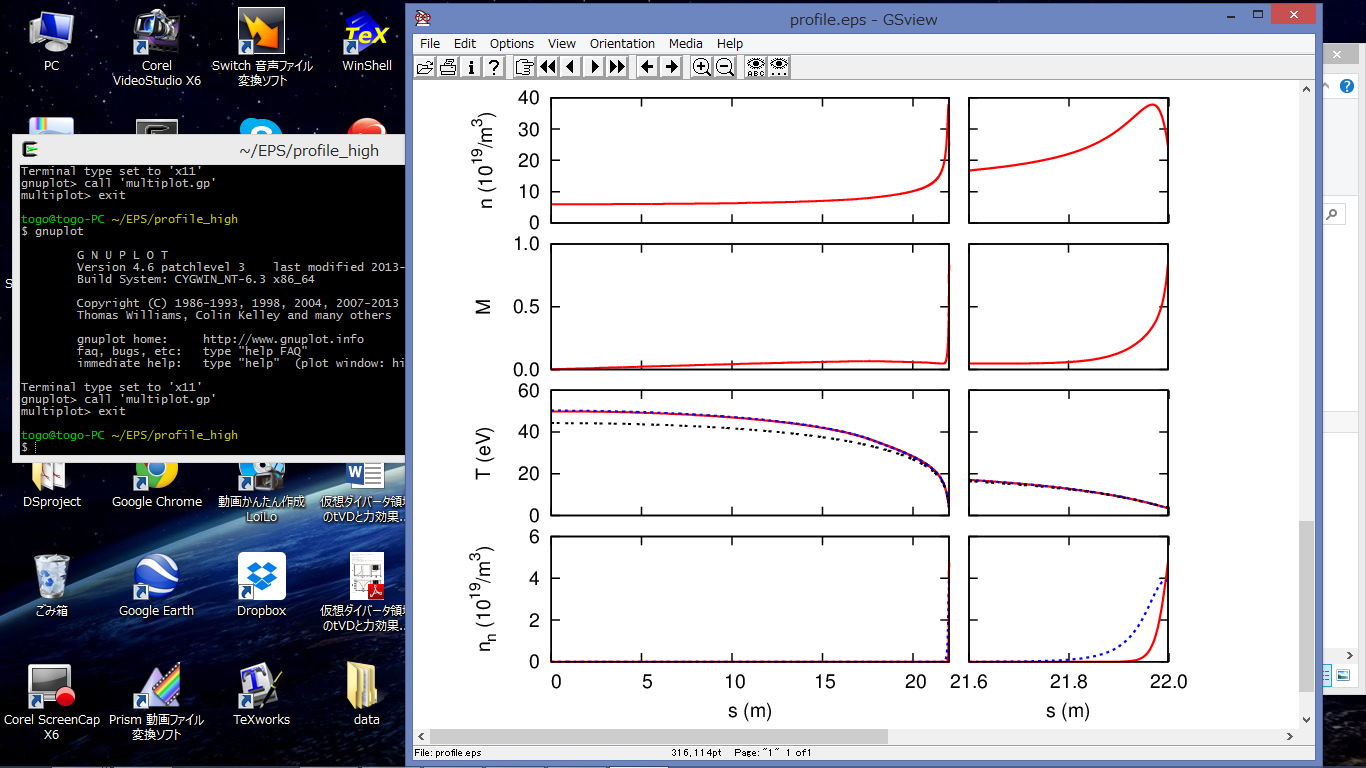 PC
Corel
VideoStudio X6
Switch 音声ファイル
変換ソフト
TeX
WinShell
~/EPS/profile_high
Terminal type set to 'x11'
gnuplot> call 'multiplot.gp'
multiplot> exit
togo@togo-PC ~/EPS/profile_high
$ gnuplot
G N U P L O T
Version 4.6 patchlevel 3    last modified 2013-
Build System: CYGWIN_NT-6.3 x86_64
Copyright (C) 1986-1993, 1998, 2004, 2007-2013
Thomas Williams, Colin Kelley and many others
gnuplot home:     http://www.gnuplot.info
faq, bugs, etc:   type "help FAQ"
immediate help:   type "help"  (plot window: hi
Terminal type set to 'x11'
gnuplot> call 'multiplot.gp'
multiplot> exit
togo@togo-PC ~/EPS/profile_high
$
DSproject
Google Chrome
動画かんたん作成
LoiLo
仮想ダイバータ領域
のtVDと力効果...
ごみ箱
Google Earth
Dropbox
仮想ダイバータ領域
のtVDと力効果...
Corel ScreenCap
X6
Prism 動画ファイル
変換ソフト
TeXworks
data
profile.eps - GSview
File Edit Options View Orientation Media Help
ABC
n (10^19/m^3)
40
30
20
10
0
M
1.0
0.5
0.0
T (eV)
60
40
20
0
n_n (10^19/m^3)
6
4
2
0
0 5 10 15 20 21.6 21.8 22.0
s (m) s (m)
File: profile.eps 316,114pt Page: "1" 1 of 1